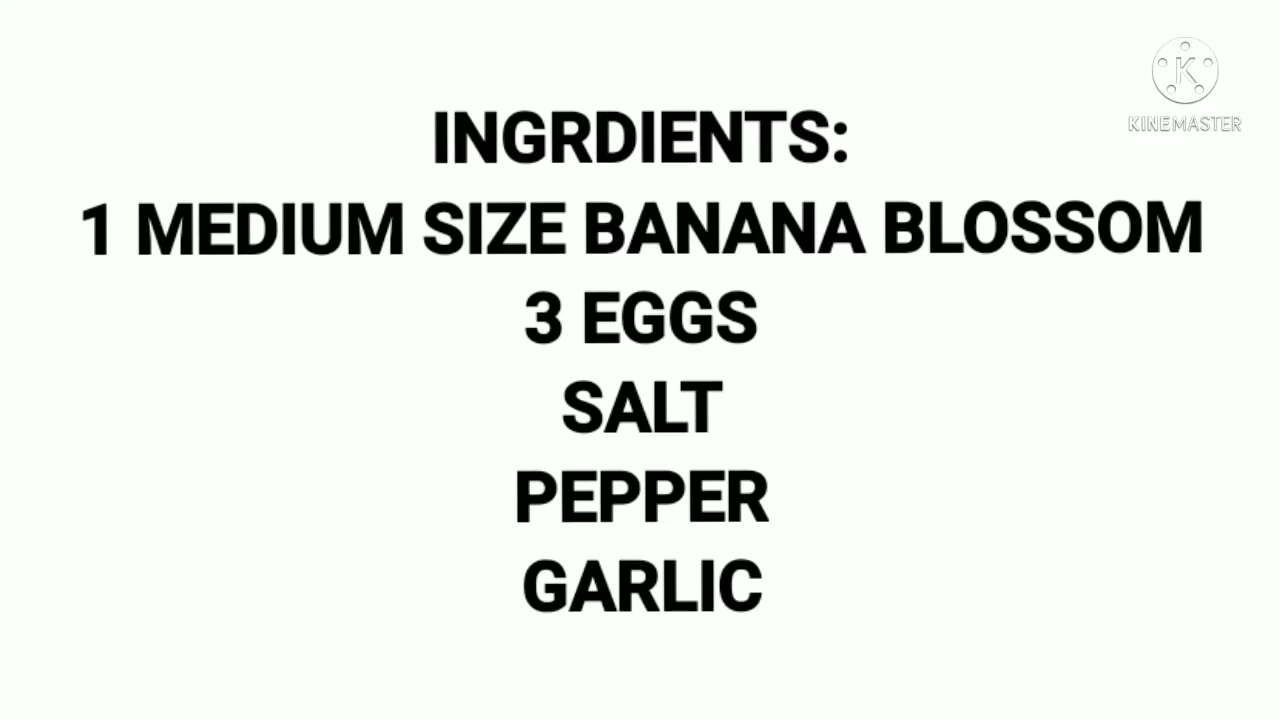 KINEMASTER
INGRDIENTS:
1 MEDIUM SIZE BANANA BLOSSOM
3 EGGS
SALT
PEPPER
GARLIC